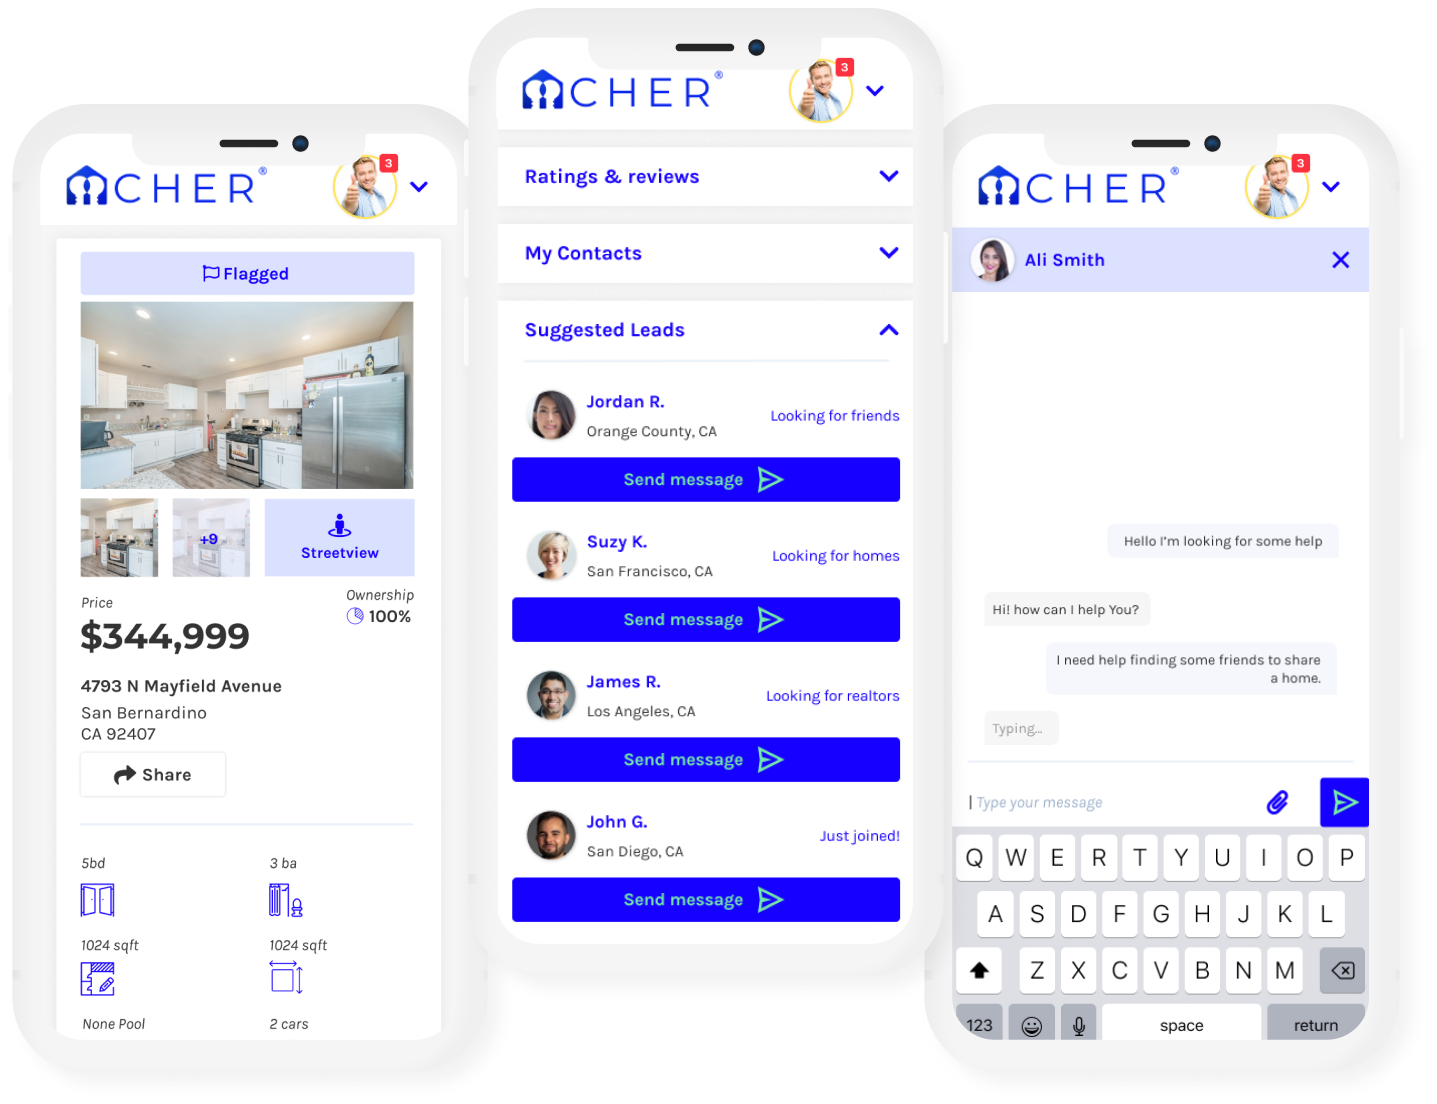 CHER®
3
Flagged
+9
Streetview
Price
Ownership
$344,999
100%
4793 N Mayfield Avenue
San Bernardino
CA 92407
Share
5bd
3 ba
1024 sqft
1024 sqft
None Pool
2 cars
CHER®
3
Ratings & reviews
My Contacts
Suggested Leads
Jordan R.
Orange County, CA
Looking for friends
Send message
Suzy K.
San Francisco, CA
Looking for homes
Send message
James R.
Los Angeles, CA
Looking for realtors
Send message
John G.
San Diego, CA
Just joined!
Send message
CHER®
3
Ali Smith
Hello I'm looking for some help
Hi! how can I help You?
I need help finding some friends to share
a home.
Typing...
Type your message
Q W E R T Y U I O P
A S D F G H J K L
Z X C V B N M
123 space return